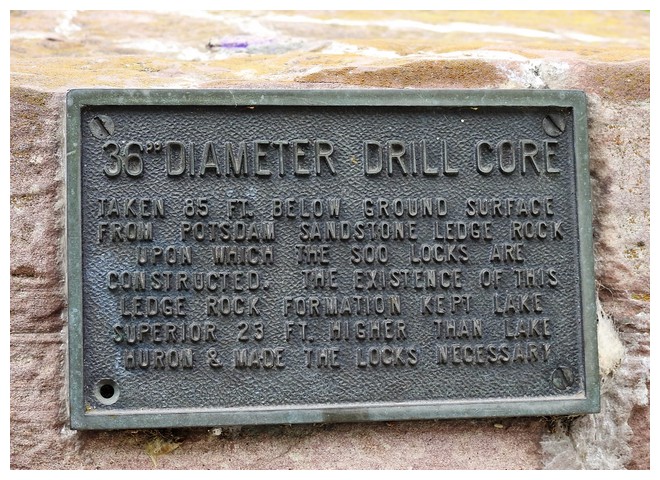 36" DIAMETER DRILL CORE
TAKEN 85 FT. BELOW GROUND SURFACE
FROM POTSDAM SANDSTONE LEDGE ROCK
UPON WHICH THE SOO LOCKS ARE
CONSTRUCTED. THE EXISTENCE OF THIS
LEDGE ROCK FORMATION KEPT LAKE
SUPERIOR 23 FT. HIGHER THAN LAKE
HURON & MADE THE LOCKS NECESSARY